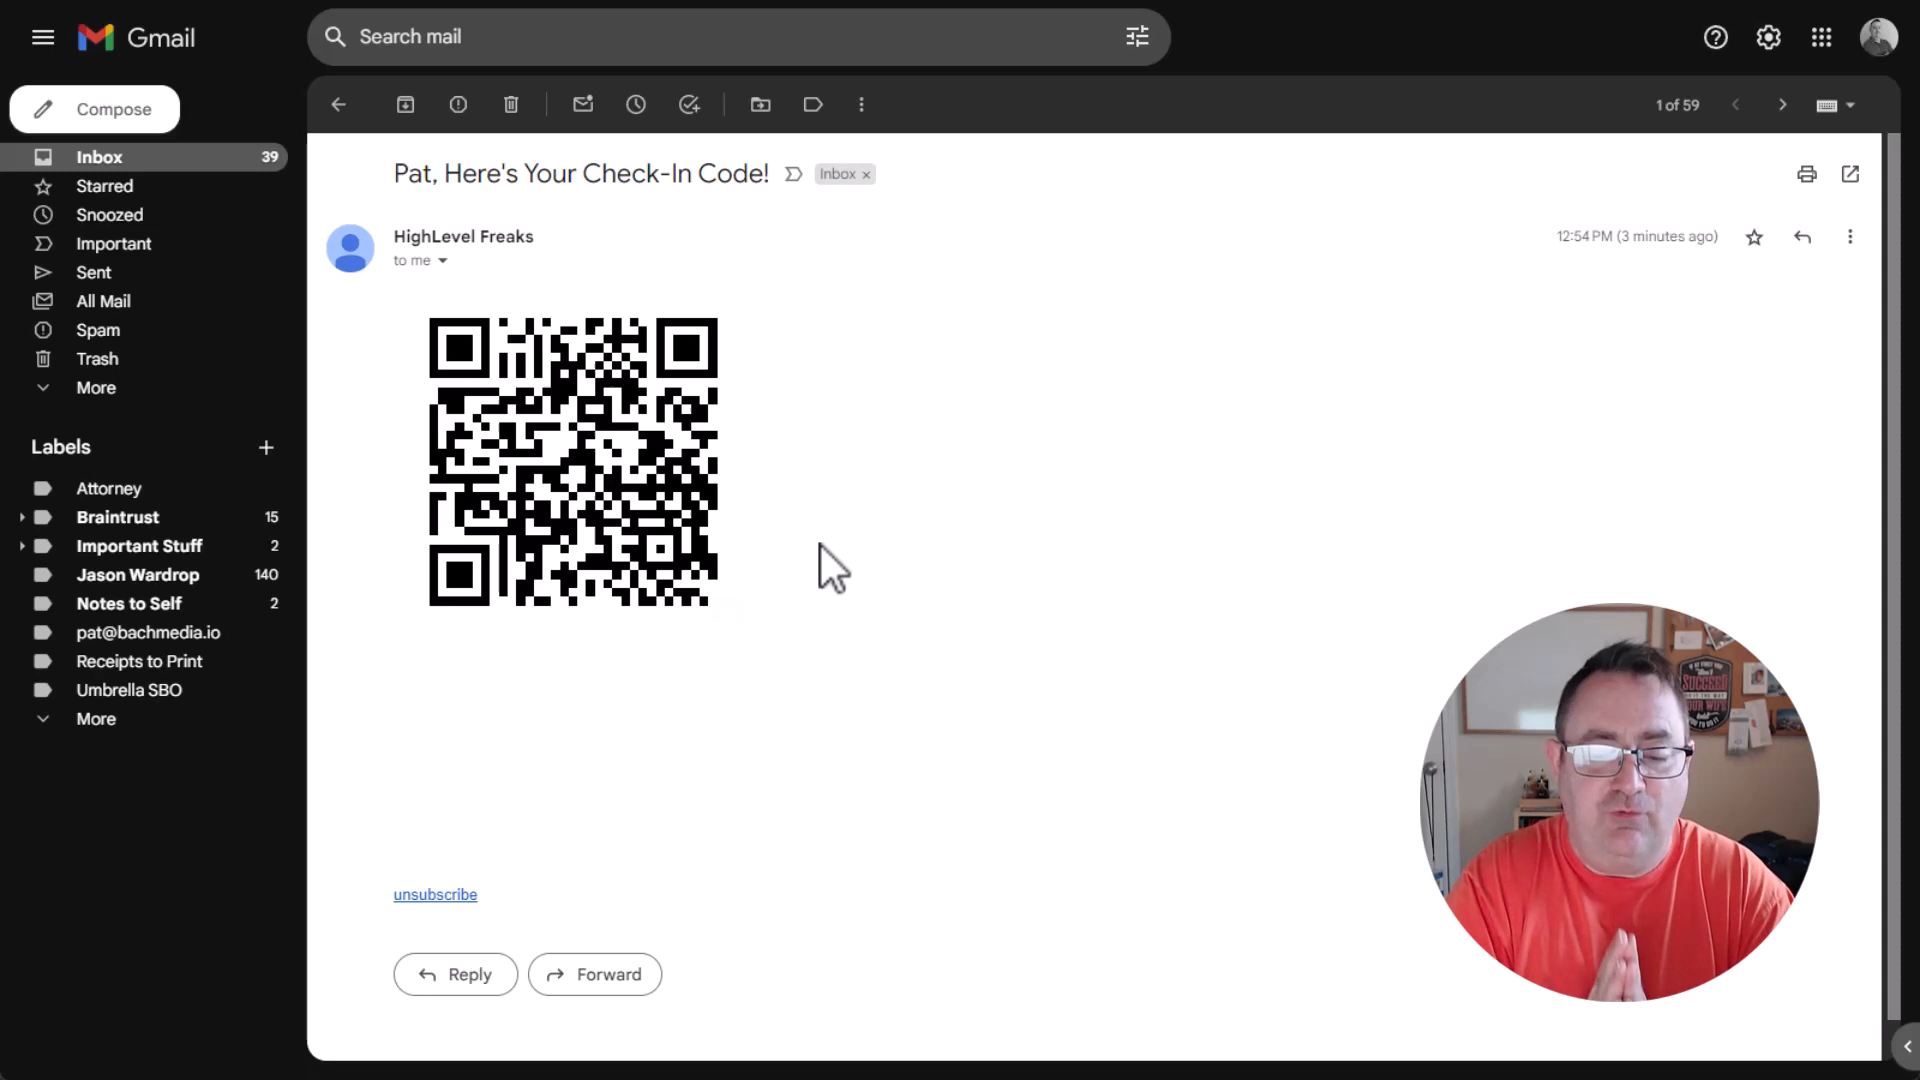 Gmail
Search mail
Compose
1 of 59
Inbox 39
Starred
Snoozed
Important
Sent
All Mail
Spam
Trash
More
Labels
Attorney
Braintrust 15
Important Stuff 2
Jason Wardrop 140
Notes to Self 2
pat@bachmedia.io
Receipts to Print
Umbrella SBO
More
Pat, Here's Your Check-In Code! Inbox ×
HighLevel Freaks
12:54 PM (3 minutes ago)
to me
unsubscribe
Reply
Forward
SUCCEED